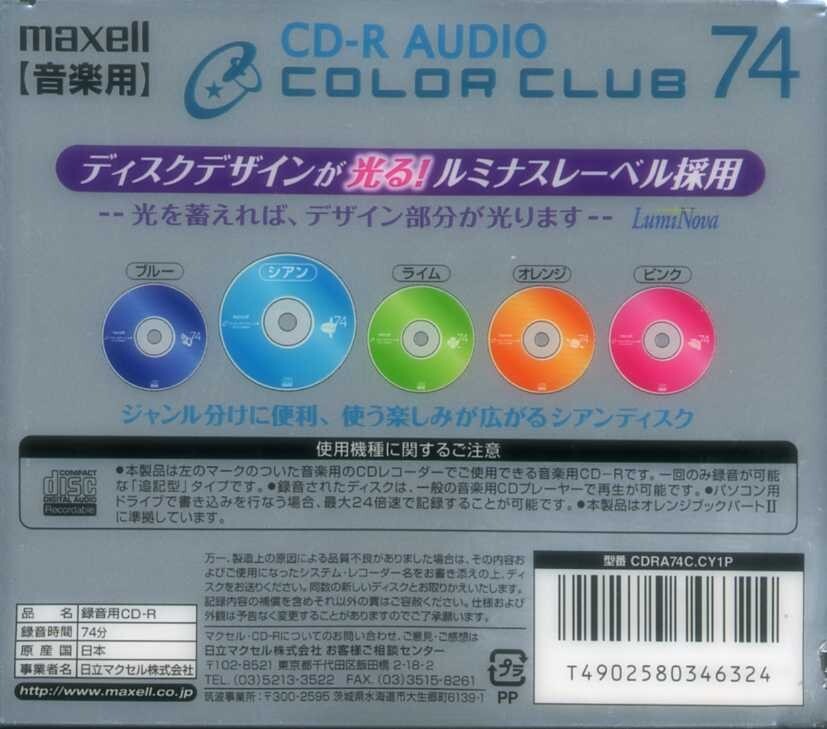 maxell
【音楽用】
CD-R AUDIO
COLOR CLUB 74
ディスクデザインが光る!ルミナスレーベル採用
--光を蓄えれば、デザイン部分が光ります-- LumiNova
ブルー シアン ライム オレンジ ピンク
maxell 74
ジャンル分けに便利、使う楽しみが広がるシアンディスク
使用機種に関するご注意
COMPACT
disc
DIGITAL AUDIO
Recordable
●本製品は左のマークのついた音楽用のCDレコーダーでご使用できる音楽用CD-Rです。一回のみ録音が可能
な「追記型」タイプです。●録音されたディスクは、一般の音楽用CDプレーヤーで再生が可能です。●パソコン用
ドライブで書き込みを行なう場合、最大24倍速で記録することが可能です。●本製品はオレンジブックパートⅡ
に準拠しています。
品名 録音用CD-R
録音時間 74分
原産国 日本
事業者名 日立マクセル株式会社
http://www.maxell.co.jp
万一、製造上の原因による品質不良がありました場合は、その内容お
よびご使用になったシステム・レコーダー名をお書き添えの上、ディ
スクをお送りください。同数の新しいディスクとお取りかえいたします。
記録内容の補償を含めそれ以外の責はご容赦ください。仕様および
外観は予告なく変更することがありますのでご了承願います。
マクセル・CD-Rについてのお問い合わせ、ご意見・ご感想は
日立マクセル株式会社 お客様ご相談センター
〒102-8521 東京都千代田区飯田橋2-18-2
TEL.(03)5213-3522 FAX.(03)3515-8261
筑波事業所:〒300-2595 茨城県水海道市大生郷町6139-1
プラ
PP
型番 CDRA74C.CY1P
T4902580346324